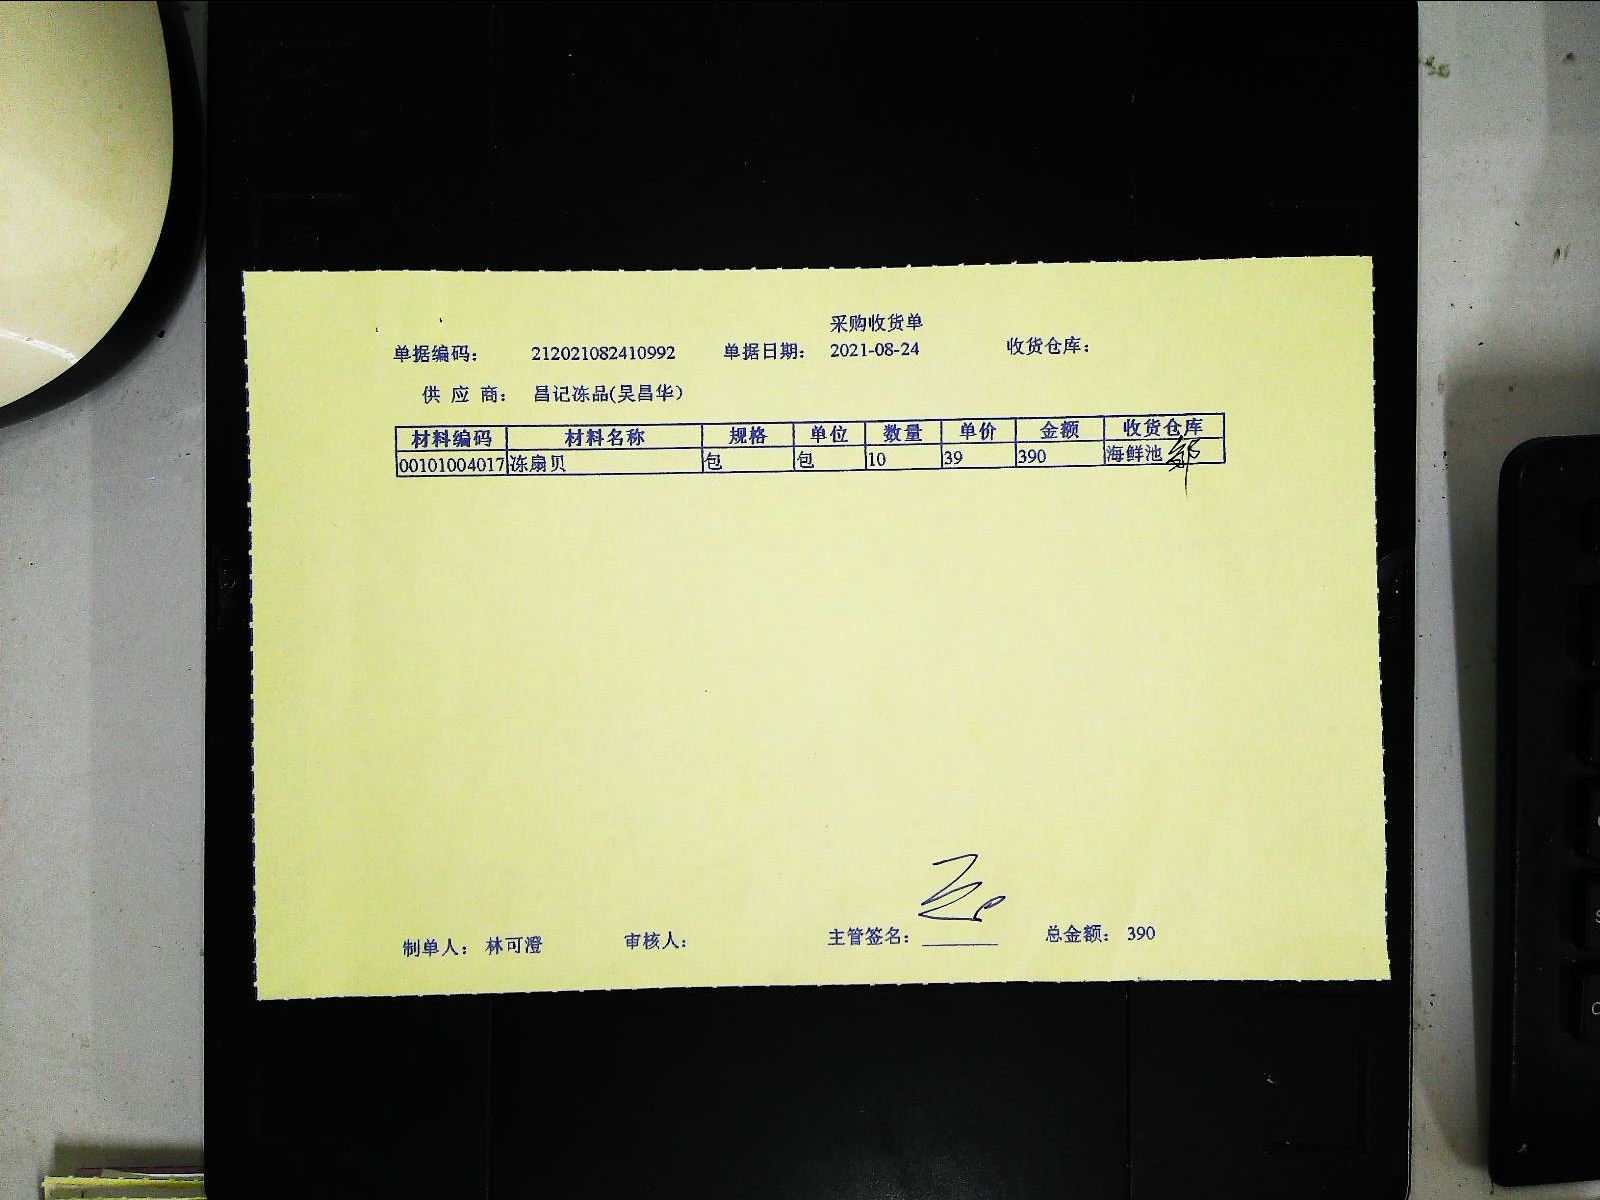 采购收货单
单据编码： 212021082410992 单据日期： 2021-08-24 收货仓库：
供 应 商： 昌记冻品(吴昌华)
材料编码 材料名称 规格 单位 数量 单价 金额 收货仓库
00101004017 冻扇贝 包 包 10 39 390 海鲜池
制单人： 林可澄 审核人： 主管签名： 总金额： 390